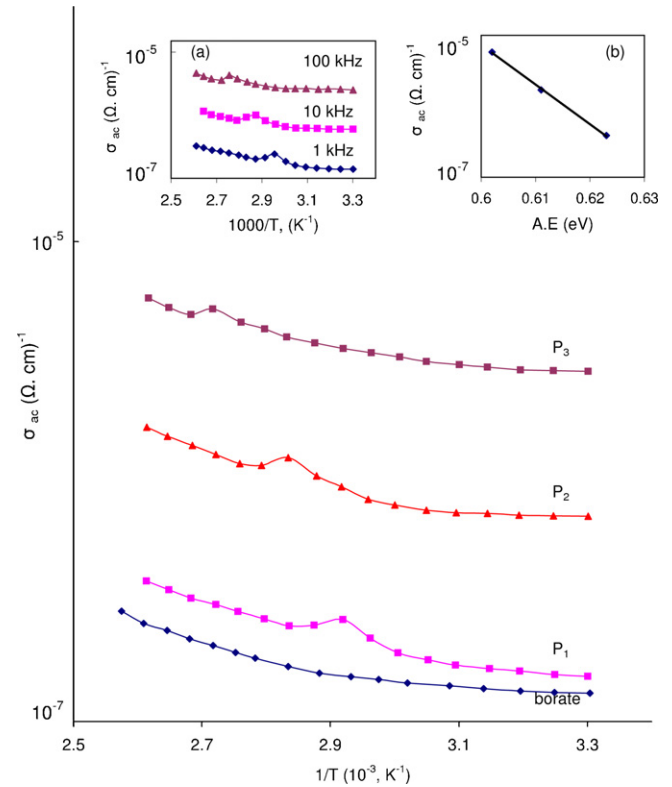 (a)
100 kHz
10 kHz
1 kHz
10-5
10-7
σ ac (Ω. cm)-1
2.5 2.7 2.9 3.1 3.3
1000/T, (K-1)
(b)
10-5
10-7
σ ac (Ω. cm)-1
0.6 0.61 0.62 0.63
A.E (eV)
10-5
10-7
σ ac (Ω. cm)-1
P3
P2
P1
borate
2.5 2.7 2.9 3.1 3.3
1/T (10-3, K-1)